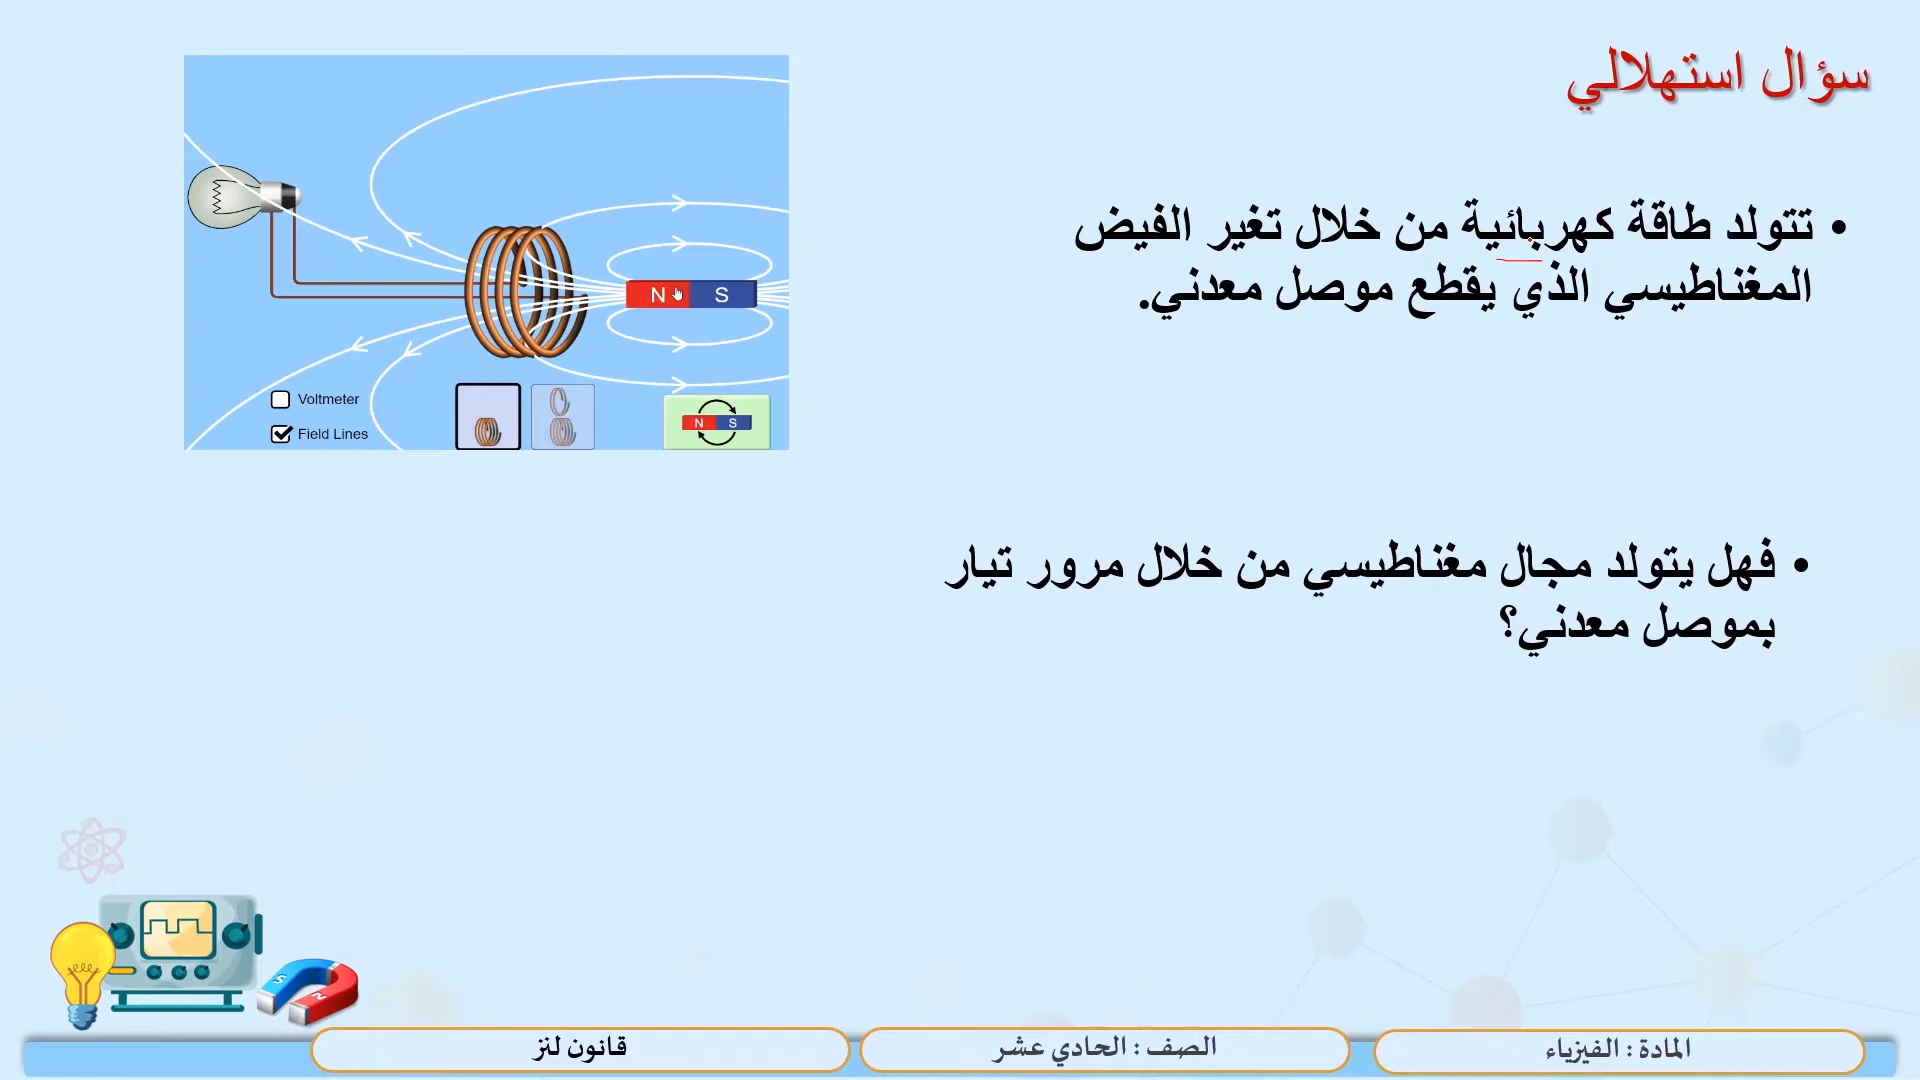 سؤال استهلالي
• تتولد طاقة كهربائية من خلال تغير الفيض
المغناطيسي الذي يقطع موصل معدني.
N S
Voltmeter
Field Lines
N S
• فهل يتولد مجال مغناطيسي من خلال مرور تيار
بموصل معدني؟
S
N
المادة : الفيزياء
الصف : الحادي عشر
قانون لنز